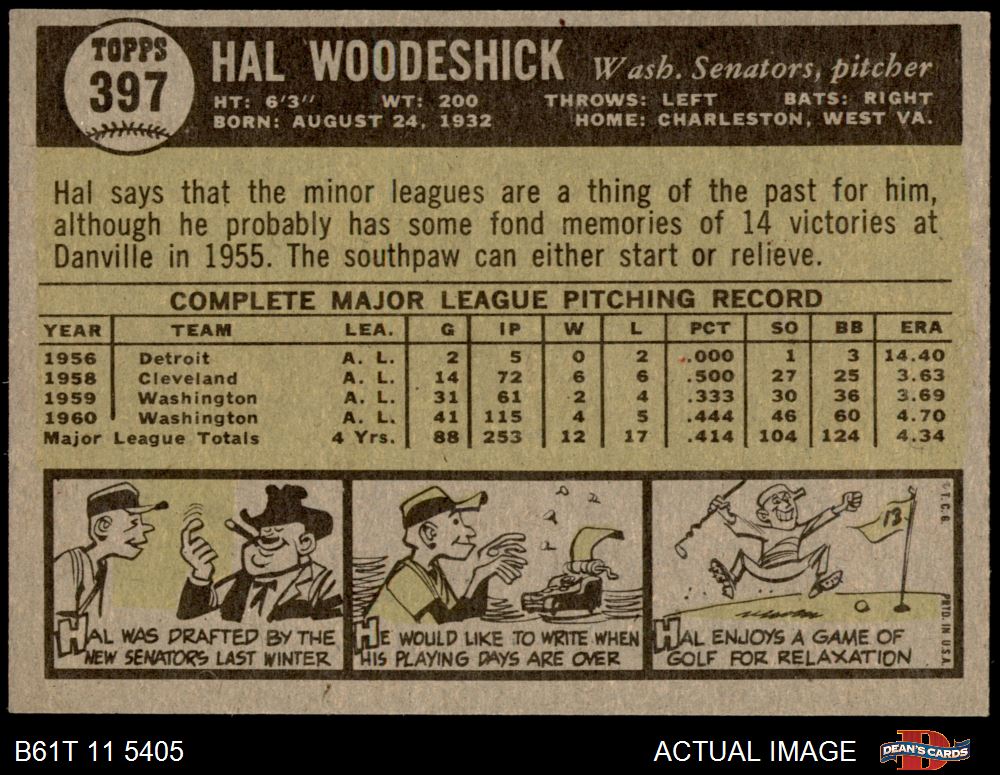 TOPPS
397
HAL WOODESHICK Wash. Senators, pitcher
HT: 6'3" WT: 200 THROWS: LEFT BATS: RIGHT
BORN: AUGUST 24, 1932 HOME: CHARLESTON, WEST VA.
Hal says that the minor leagues are a thing of the past for him,
although he probably has some fond memories of 14 victories at
Danville in 1955. The southpaw can either start or relieve.
COMPLETE MAJOR LEAGUE PITCHING RECORD
YEAR TEAM LEA. G IP W L PCT SO BB ERA
1956 Detroit A. L. 2 5 0 2 .000 1 3 14.40
1958 Cleveland A. L. 14 72 6 6 .500 27 25 3.63
1959 Washington A. L. 31 61 2 4 .333 30 36 3.69
1960 Washington A. L. 41 115 4 5 .444 46 60 4.70
Major League Totals 4 Yrs. 88 253 12 17 .414 104 124 4.34
HAL WAS DRAFTED BY THE
NEW SENATORS LAST WINTER
HE WOULD LIKE TO WRITE WHEN
HIS PLAYING DAYS ARE OVER
13
HAL ENJOYS A GAME OF
GOLF FOR RELAXATION
© T.C.G.
PRTD. IN U.S.A.
B61T 11 5405 ACTUAL IMAGE
D
DEAN'S CARDS